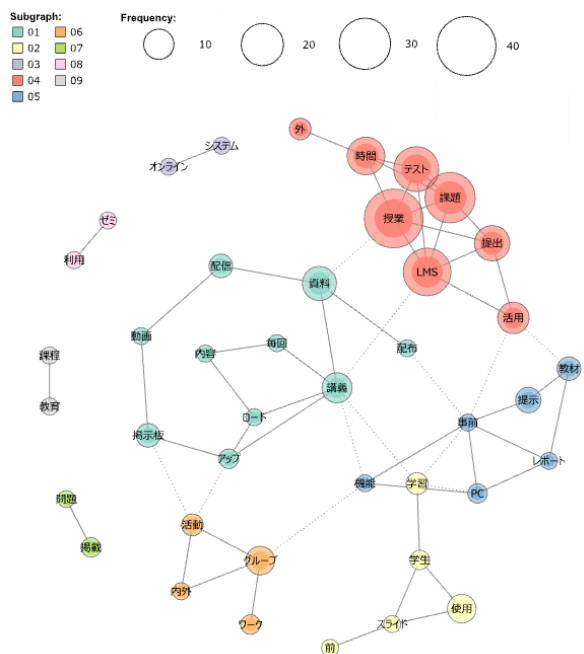 Subgraph:
01 06
02 07
03 08
04 09
05
Frequency:
10 20 30 40
外
システム
時間
オンライン
テスト
課題
授業
ゼミ
提出
利用
配信
LMS
資料
活用
動画
毎回
配布
内容
課程
教材
講義
提示
教育
ロード
事前
掲示板
アップ
レポート
機能
学習
PC
問題
活動
掲載
グループ
学生
内外
使用
ワーク
スライド
前